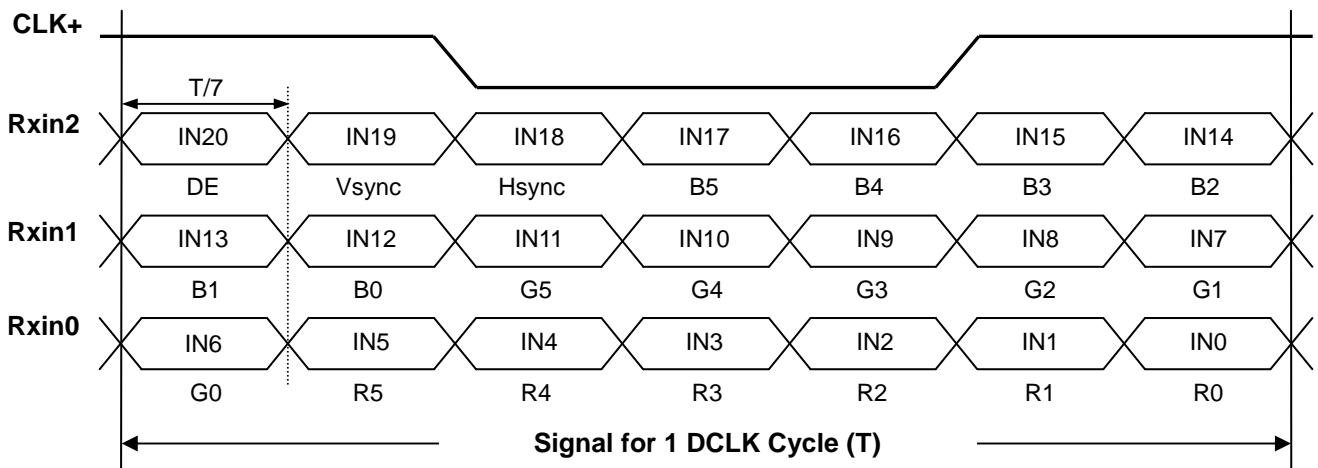 CLK+
T/7
Rxin2
IN20 IN19 IN18 IN17 IN16 IN15 IN14
DE Vsync Hsync B5 B4 B3 B2
Rxin1
IN13 IN12 IN11 IN10 IN9 IN8 IN7
B1 B0 G5 G4 G3 G2 G1
Rxin0
IN6 IN5 IN4 IN3 IN2 IN1 IN0
G0 R5 R4 R3 R2 R1 R0
Signal for 1 DCLK Cycle (T)